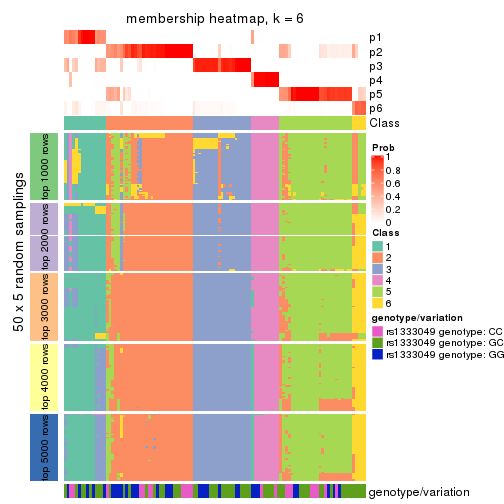 membership heatmap, k = 6
p1
p2
p3
p4
p5
p6
Class
50 x 5 random samplings
top 1000 rows
top 2000 rows
top 3000 rows
top 4000 rows
top 5000 rows
genotype/variation
Prob
1
0.8
0.6
0.4
0.2
0
Class
1
2
3
4
5
6
genotype/variation
rs1333049 genotype: CC
rs1333049 genotype: GC
rs1333049 genotype: GG